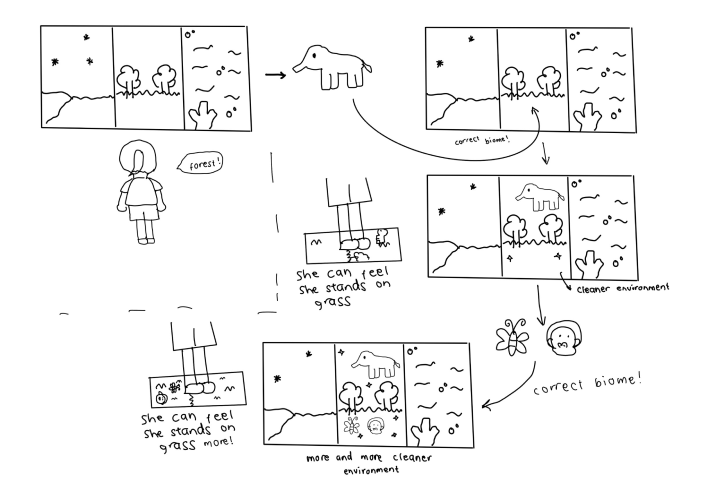 forest!
correct biome!
she can feel
she stands on
grass
cleaner environment
correct biome!
she can feel
she stands on
grass more!
more and more cleaner
environment